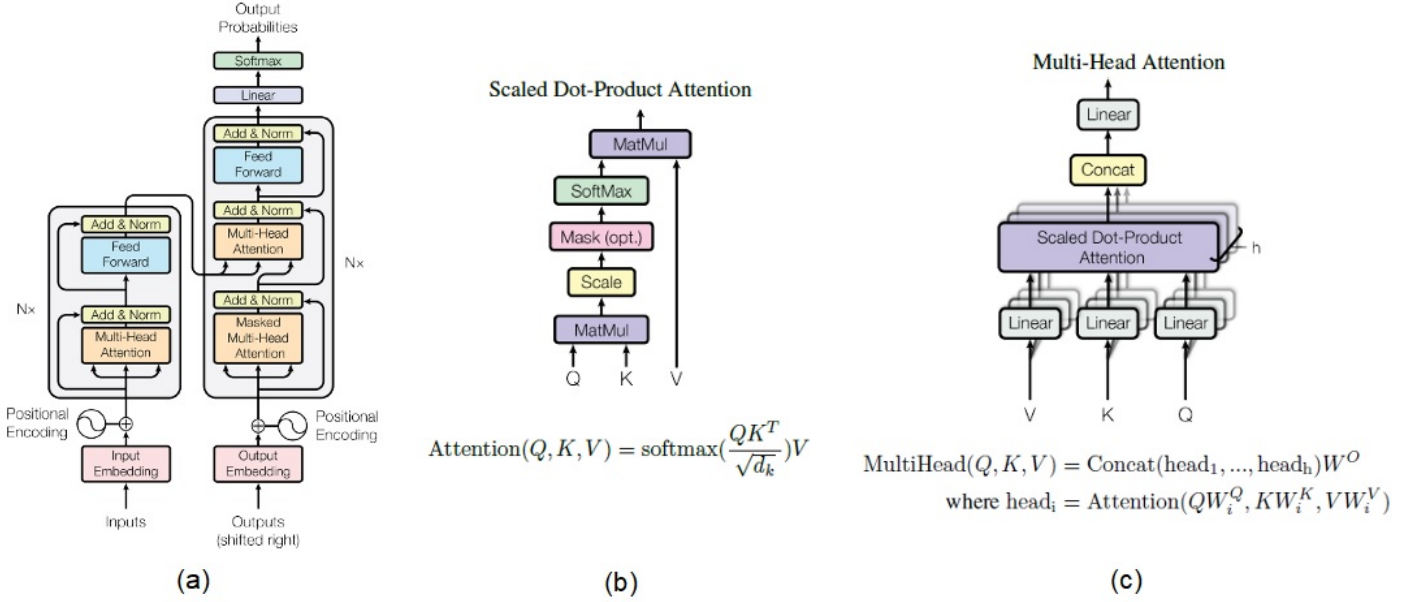 Output
Probabilities
Softmax
Linear
Add & Norm
Feed
Forward
Add & Norm
Multi-Head
Attention
Add & Norm
Masked
Multi-Head
Attention
Nx
Add & Norm
Feed
Forward
Add & Norm
Multi-Head
Attention
Nx
Positional
Encoding
Positional
Encoding
Input
Embedding
Output
Embedding
Inputs
Outputs
(shifted right)
(a)
Scaled Dot-Product Attention
MatMul
SoftMax
Mask (opt.)
Scale
MatMul
Q K V
Attention(Q, K, V) = softmax(QK^T/√d_k)V
(b)
Multi-Head Attention
Linear
Concat
Scaled Dot-Product
Attention
h
Linear Linear Linear
V K Q
MultiHead(Q, K, V) = Concat(head₁, ..., head_h)W^O
where head_i = Attention(QW_i^Q, KW_i^K, VW_i^V)
(c)